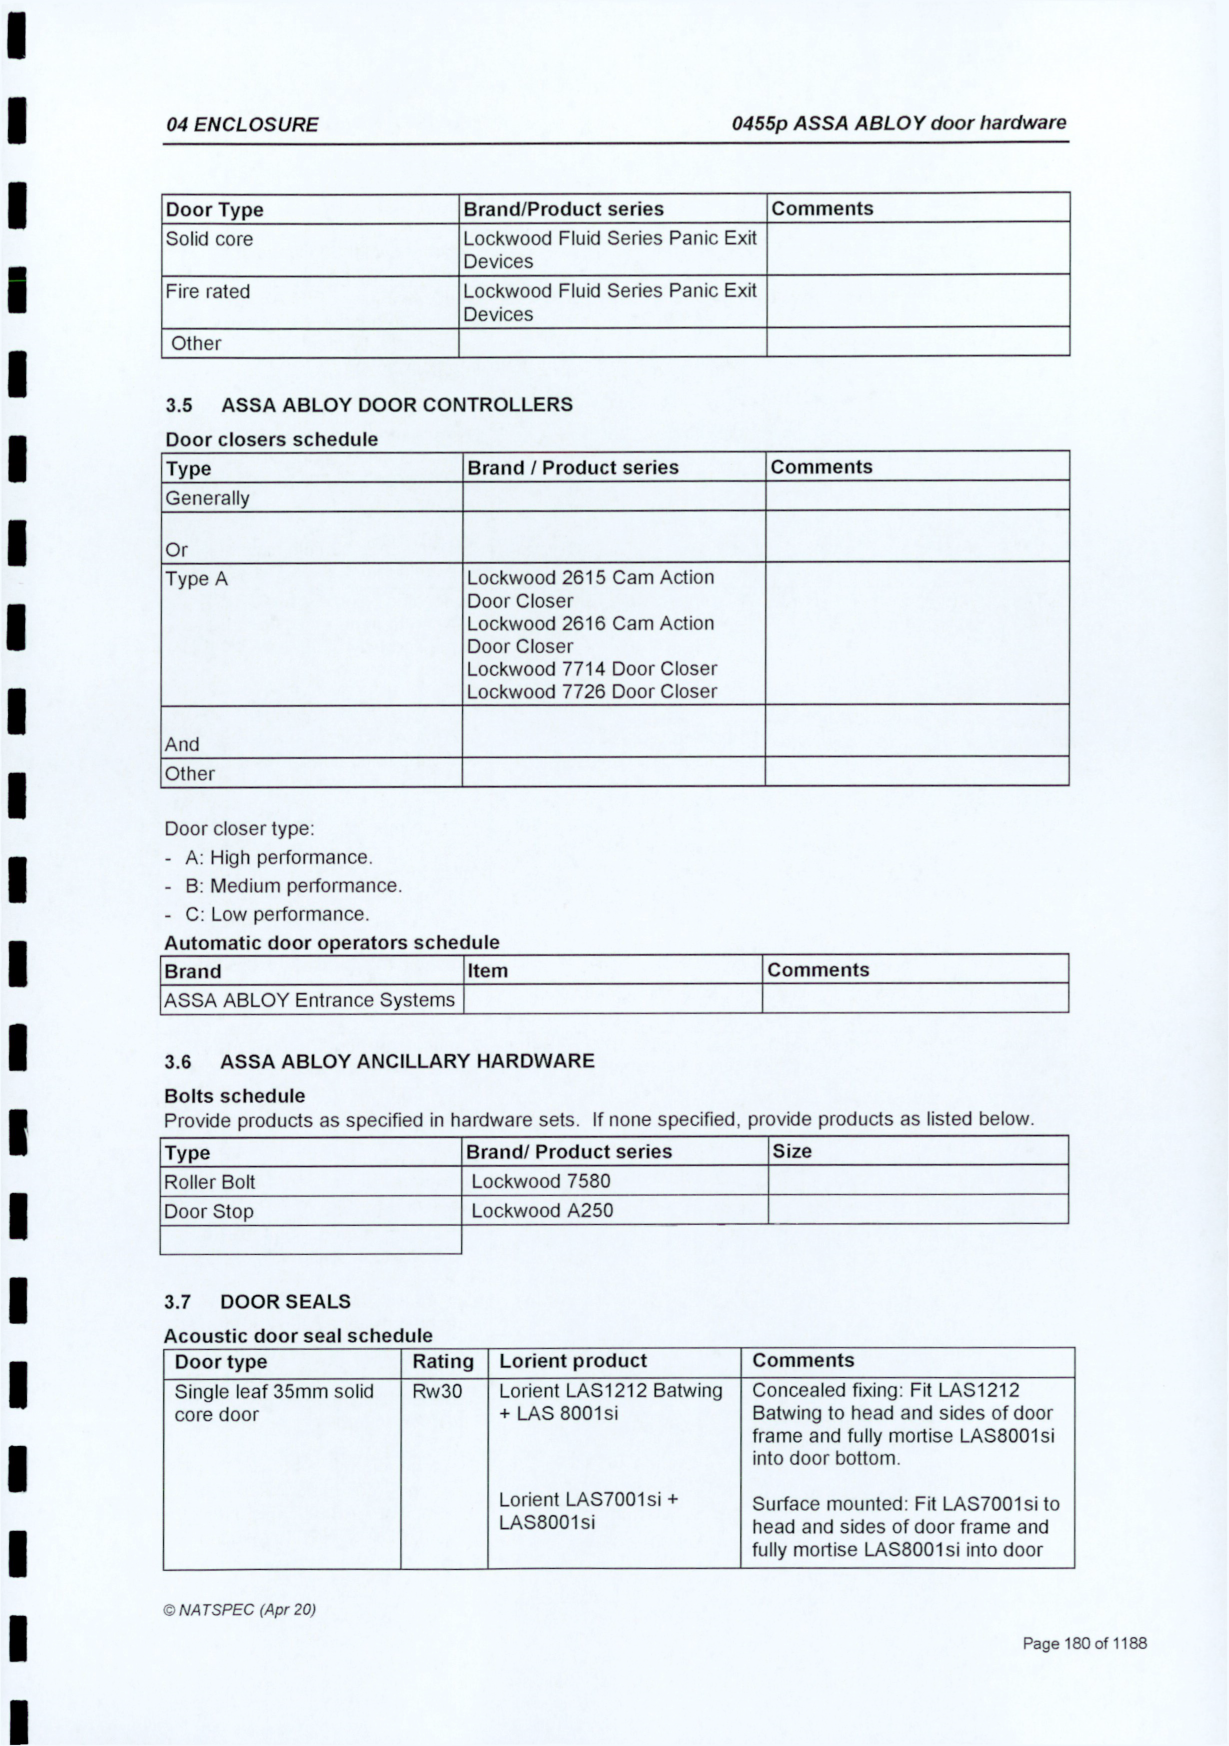 04 ENCLOSURE 0455p ASSA ABLOY door hardware
Door Type Brand/Product series Comments
Solid core Lockwood Fluid Series Panic Exit
Devices
Fire rated Lockwood Fluid Series Panic Exit
Devices
Other
3.5 ASSA ABLOY DOOR CONTROLLERS
Door closers schedule
Type Brand / Product series Comments
Generally
Or
Type A Lockwood 2615 Cam Action
Door Closer
Lockwood 2616 Cam Action
Door Closer
Lockwood 7714 Door Closer
Lockwood 7726 Door Closer
And
Other
Door closer type:
- A: High performance.
- B: Medium performance.
- C: Low performance.
Automatic door operators schedule
Brand Item Comments
ASSA ABLOY Entrance Systems
3.6 ASSA ABLOY ANCILLARY HARDWARE
Bolts schedule
Provide products as specified in hardware sets. If none specified, provide products as listed below.
Type Brand/ Product series Size
Roller Bolt Lockwood 7580
Door Stop Lockwood A250
3.7 DOOR SEALS
Acoustic door seal schedule
Door type Rating Lorient product Comments
Single leaf 35mm solid Rw30 Lorient LAS1212 Batwing Concealed fixing: Fit LAS1212
core door + LAS 8001si Batwing to head and sides of door
frame and fully mortise LAS8001si
into door bottom.
Lorient LAS7001si + Surface mounted: Fit LAS7001si to
LAS8001si head and sides of door frame and
fully mortise LAS8001si into door
© NATSPEC (Apr 20)
Page 180 of 1188